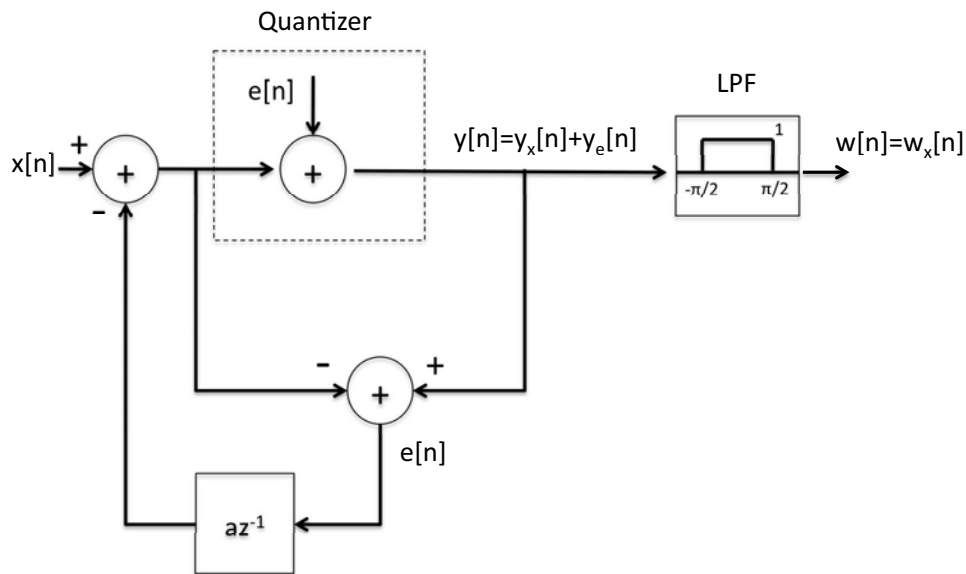 Quantizer
e[n]
LPF
y[n]=yₓ[n]+yₑ[n]
1
w[n]=wₓ[n]
-π/2
π/2
+
x[n]
+
+
-
-
+
+
e[n]
az⁻¹